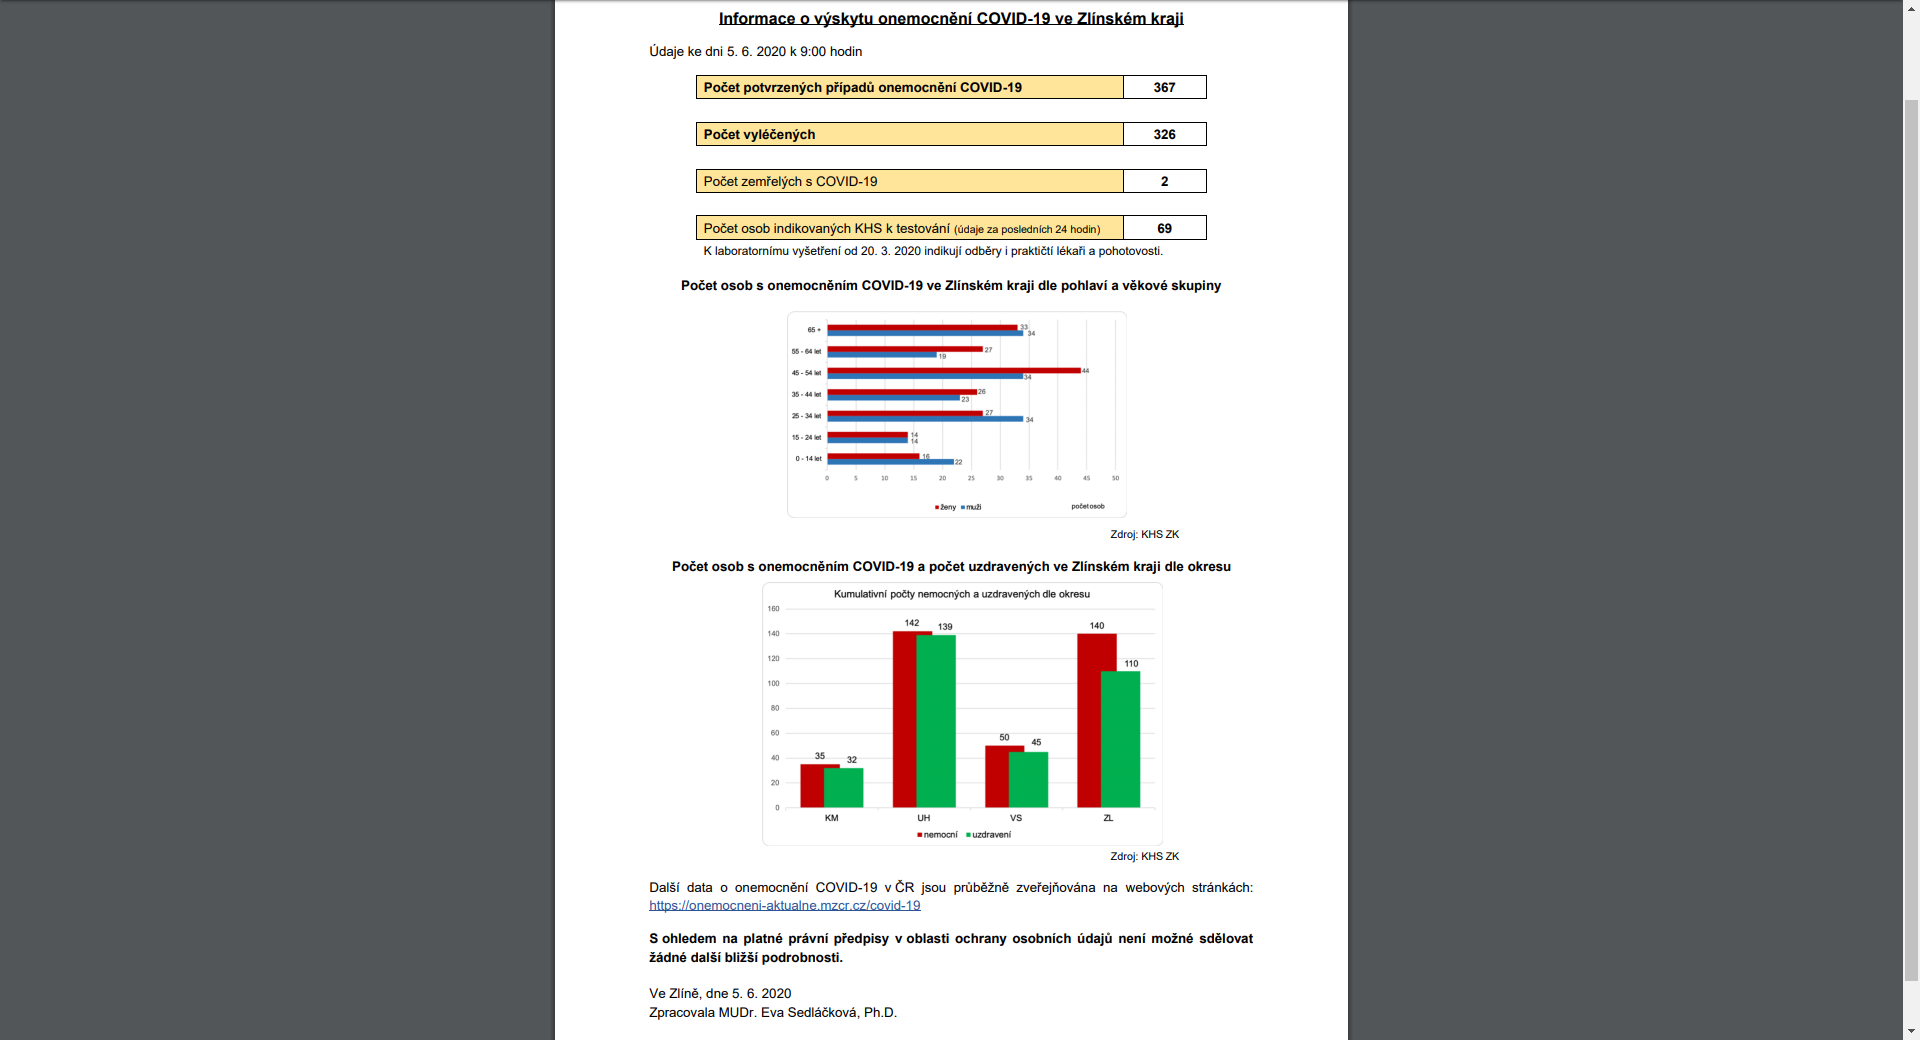 Informace o výskytu onemocnění COVID-19 ve Zlínském kraji
Údaje ke dni 5. 6. 2020 k 9:00 hodin
Počet potvrzených případů onemocnění COVID-19 367
Počet vyléčených 326
Počet zemřelých s COVID-19 2
Počet osob indikovaných KHS k testování (údaje za posledních 24 hodin) 69
K laboratornímu vyšetření od 20. 3. 2020 indikují odběry i praktičtí lékaři a pohotovosti.
Počet osob s onemocněním COVID-19 ve Zlínském kraji dle pohlaví a věkové skupiny
65 + 33
34
55 - 64 let 27
19
45 - 54 let 44
34
35 - 44 let 26
23
25 - 34 let 27
34
15 - 24 let 14
14
0 - 14 let 16
22
0 5 10 15 20 25 30 35 40 45 50
ženy muži počet osob
Zdroj: KHS ZK
Počet osob s onemocněním COVID-19 a počet uzdravených ve Zlínském kraji dle okresu
Kumulativní počty nemocných a uzdravených dle okresu
160
140
120
100
80
60
40
20
0
35 32 142 139 50 45 140 110
KM UH VS ZL
nemocní uzdravení
Zdroj: KHS ZK
Další data o onemocnění COVID-19 v ČR jsou průběžně zveřejňována na webových stránkách:
https://onemocneni-aktualne.mzcr.cz/covid-19
S ohledem na platné právní předpisy v oblasti ochrany osobních údajů není možné sdělovat
žádné další bližší podrobnosti.
Ve Zlíně, dne 5. 6. 2020
Zpracovala MUDr. Eva Sedláčková, Ph.D.